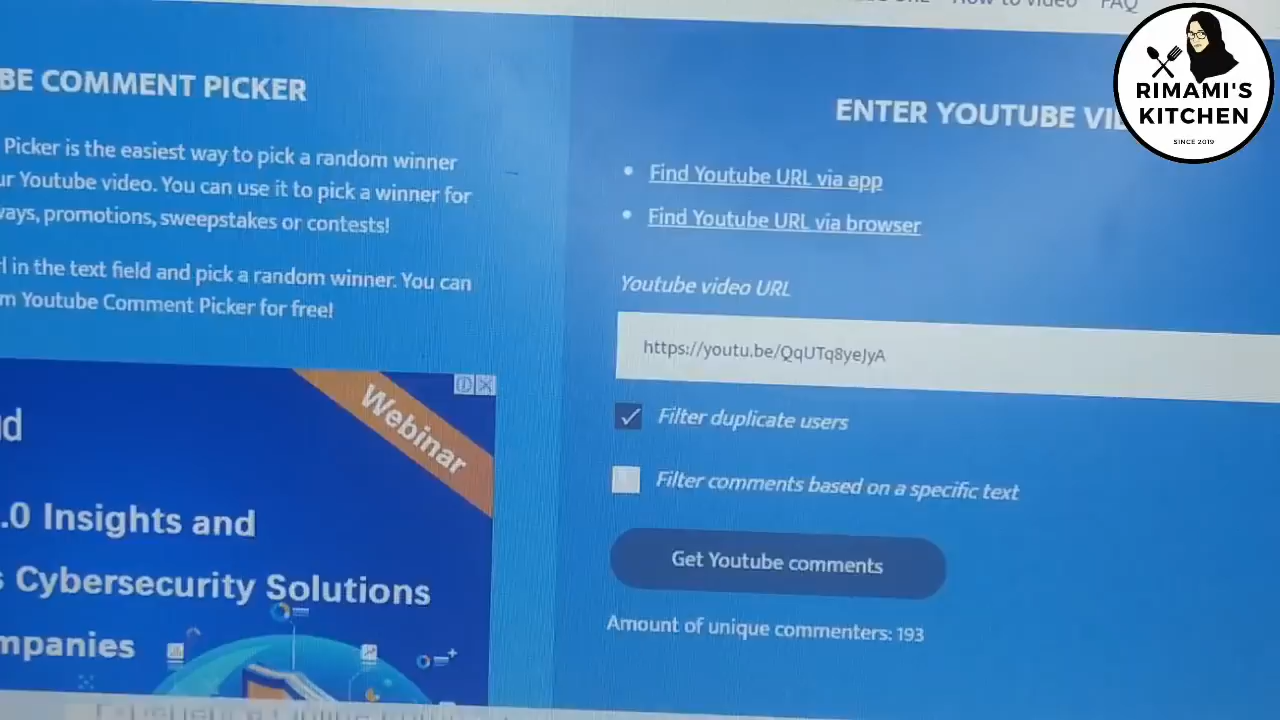 How to video FAQ
BE COMMENT PICKER
Picker is the easiest way to pick a random winner
ur Youtube video. You can use it to pick a winner for
ways, promotions, sweepstakes or contests!
rl in the text field and pick a random winner. You can
m Youtube Comment Picker for free!
Webinar
.0 Insights and
s Cybersecurity Solutions
mpanies
ENTER YOUTUBE
Find Youtube URL via app
Find Youtube URL via browser
Youtube video URL
https://youtu.be/QqUTq8yeJyA
Filter duplicate users
Filter comments based on a specific text
Get Youtube comments
Amount of unique commenters: 193
RIMAMI'S
KITCHEN
SINCE 2019